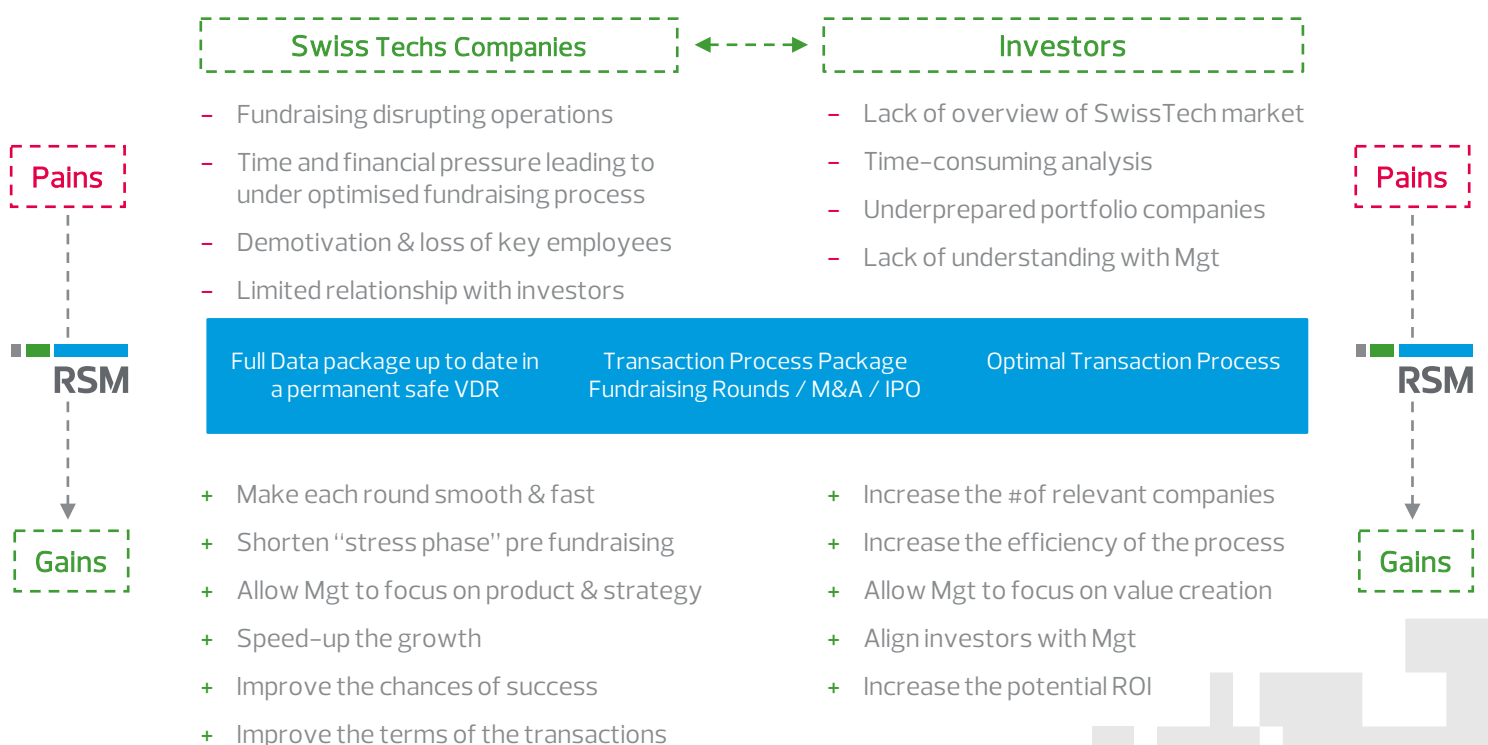 Swiss Techs Companies
Investors
Pains
- Fundraising disrupting operations
- Time and financial pressure leading to
under optimised fundraising process
- Demotivation & loss of key employees
- Limited relationship with investors
- Lack of overview of SwissTech market
- Time-consuming analysis
- Underprepared portfolio companies
- Lack of understanding with Mgt
Pains
RSM
Full Data package up to date in
a permanent safe VDR
Transaction Process Package
Fundraising Rounds / M&A / IPO
Optimal Transaction Process
RSM
Gains
+ Make each round smooth & fast
+ Shorten "stress phase" pre fundraising
+ Allow Mgt to focus on product & strategy
+ Speed-up the growth
+ Improve the chances of success
+ Improve the terms of the transactions
+ Increase the #of relevant companies
+ Increase the efficiency of the process
+ Allow Mgt to focus on value creation
+ Align investors with Mgt
+ Increase the potential ROI
Gains